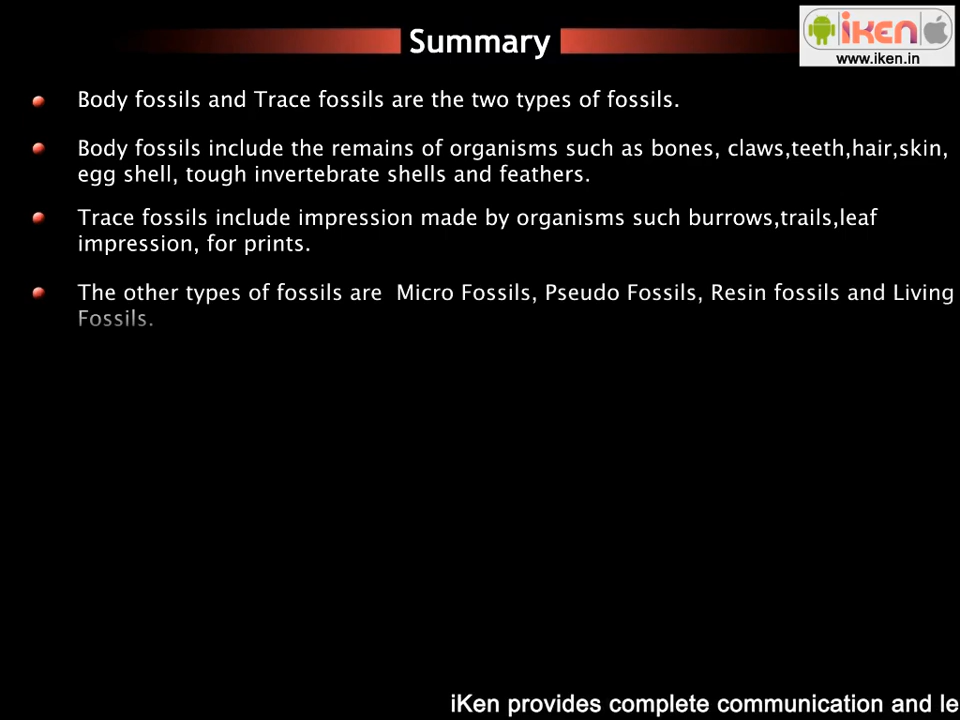 Summary
iken
www.iken.in
Body fossils and Trace fossils are the two types of fossils.
Body fossils include the remains of organisms such as bones, claws,teeth,hair,skin,
egg shell, tough invertebrate shells and feathers.
Trace fossils include impression made by organisms such burrows,trails,leaf
impression, for prints.
The other types of fossils are  Micro Fossils, Pseudo Fossils, Resin fossils and Living
Fossils.
iKen provides complete communication and le